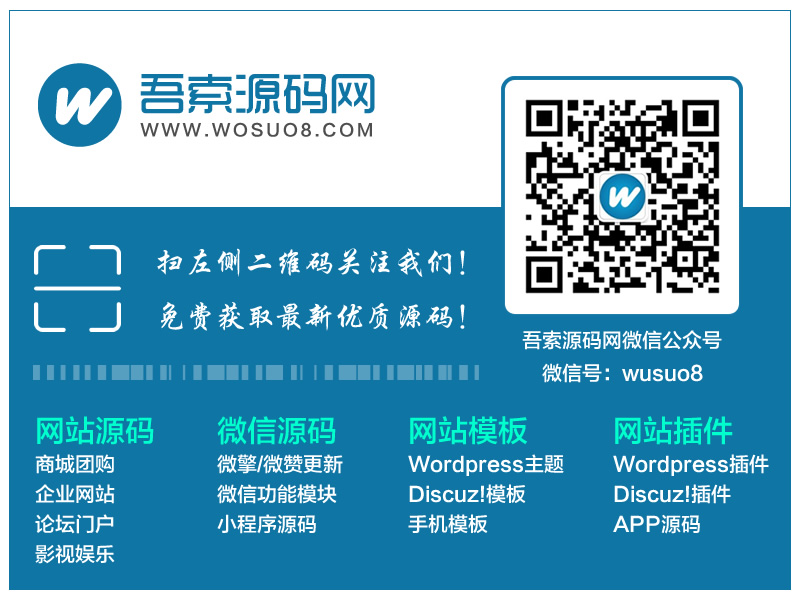 吾索源码网
WWW.WOSUO8.COM
扫左侧二维码关注我们!
免费获取最新优质源码!
吾索源码网微信公众号
微信号：wusuo8
网站源码
商城团购
企业网站
论坛门户
影视娱乐
微信源码
微擎/微赞更新
微信功能模块
小程序源码
网站模板
Wordpress主题
Discuz!模板
手机模板
网站插件
Wordpress插件
Discuz!插件
APP源码